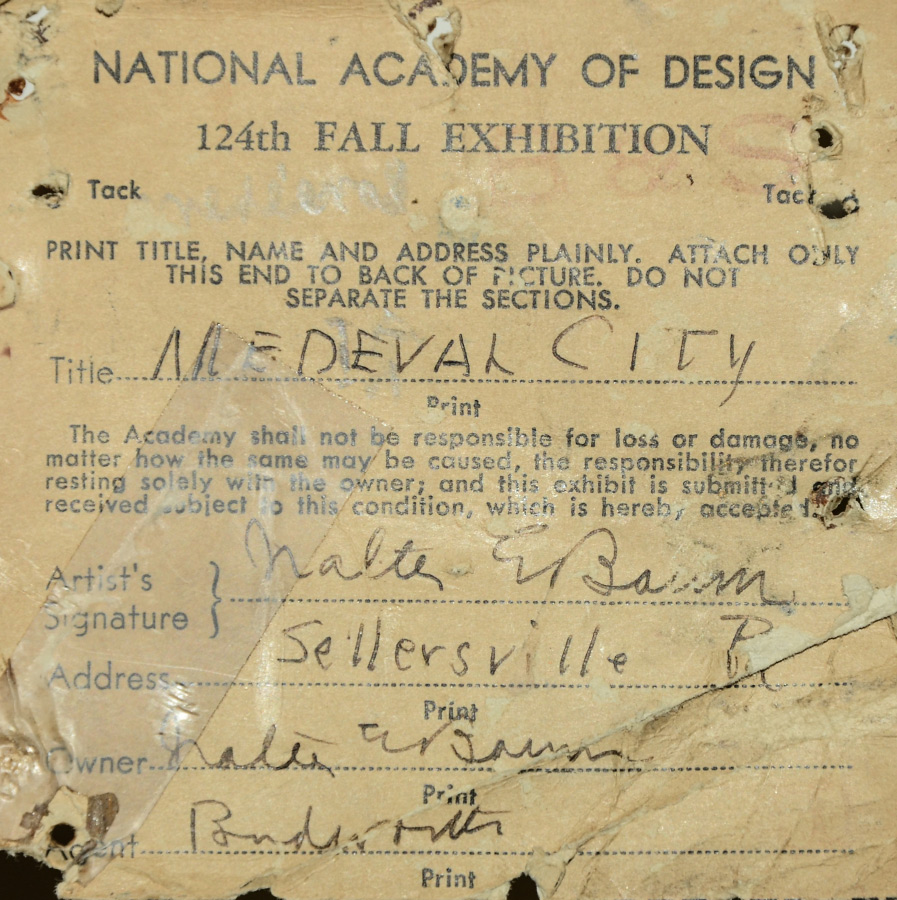 NATIONAL ACADEMY OF DESIGN
124th FALL EXHIBITION
Tack Tack
PRINT TITLE, NAME AND ADDRESS PLAINLY. ATTACH ONLY
THIS END TO BACK OF PICTURE. DO NOT
SEPARATE THE SECTIONS.
Title MEDEVAL CITY
Print
The Academy shall not be responsible for loss or damage, no
matter how the same may be caused, the responsibility therefor
resting solely with the owner; and this exhibit is submitted and
received subject to this condition, which is hereby accepted.
Artist's
Signature } Walter E Baum
Address Sellersville Pa
Print
Owner Walter E Baum
Print
Agent Budworth
Print